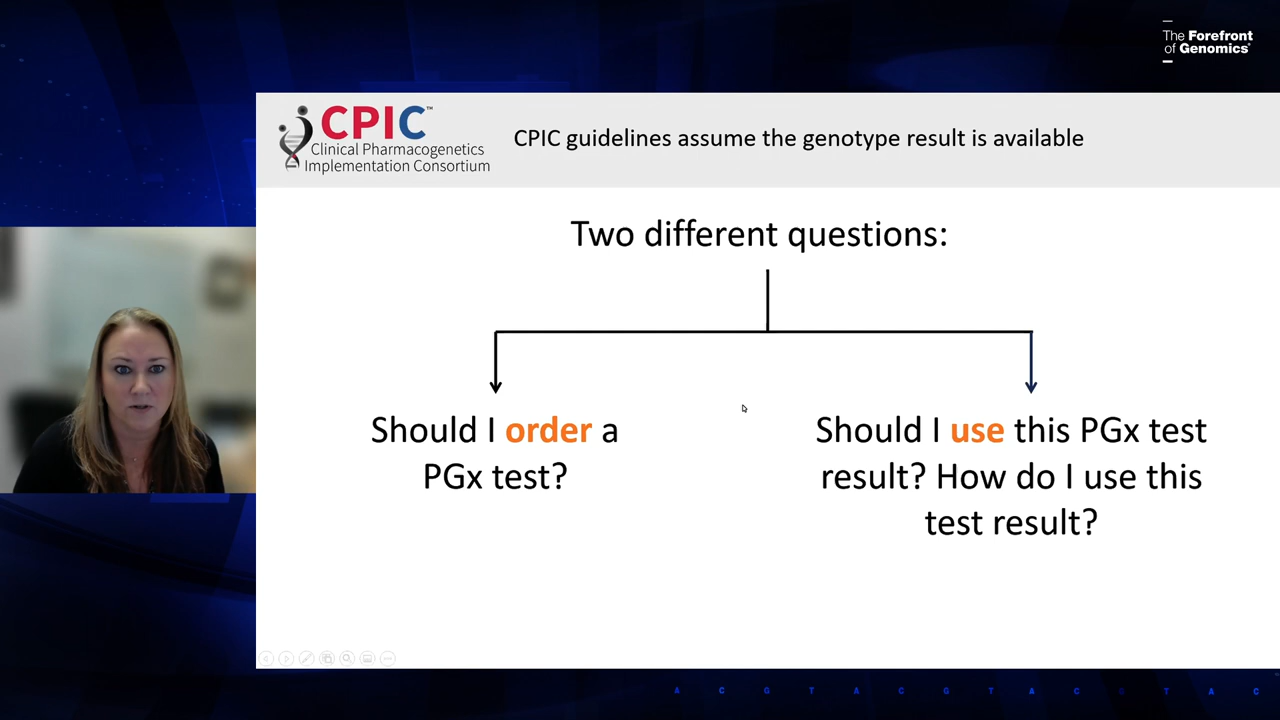 The Forefront
of Genomics®
CPIC™
Clinical Pharmacogenetics
Implementation Consortium
CPIC guidelines assume the genotype result is available
Two different questions:
Should I order a
PGx test?
Should I use this PGx test
result? How do I use this
test result?
A C G T A C G T A C G T A C